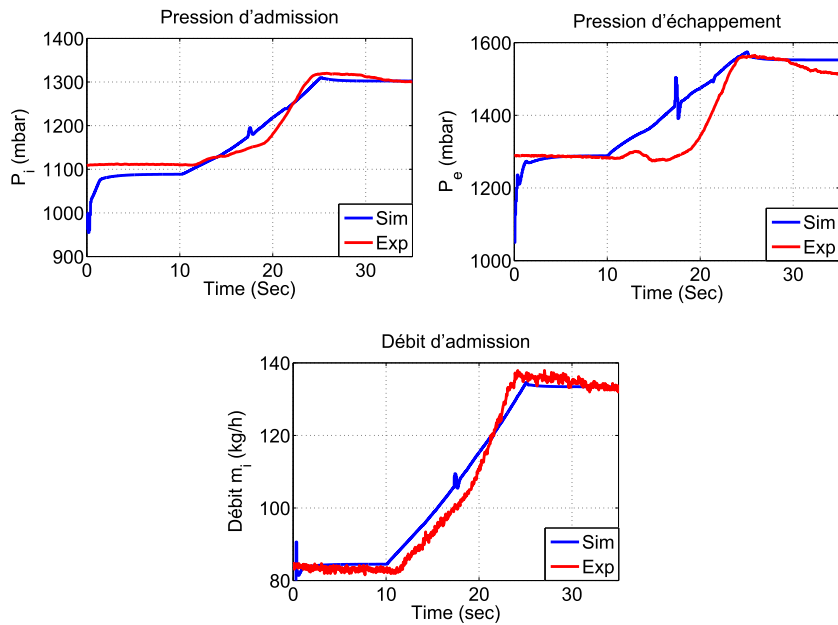 Pression d'admission
1400
1300
1200
1100
1000
900
P_i (mbar)
0 10 20 30
Time (Sec)
Sim
Exp
Pression d'échappement
1600
1400
1200
1000
P_e (mbar)
0 10 20 30
Time (Sec)
Sim
Exp
Débit d'admission
140
120
100
80
Débit m_i (kg/h)
0 10 20 30
Time (sec)
Sim
Exp